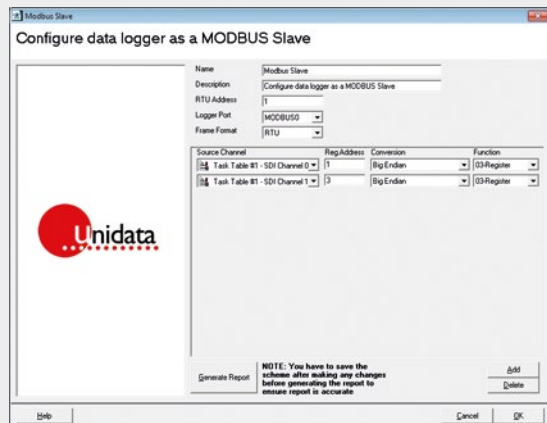 Modbus Slave
Configure data logger as a MODBUS Slave
Name Modbus Slave
Description Configure data logger as a MODBUS Slave
RTU Address 1
Logger Port MODBUS0
Frame Format RTU
Source Channel Reg.Address Conversion Function
Task Table #1 - SDI Channel 0 1 Big Endian 03-Register
Task Table #1 - SDI Channel 1 3 Big Endian 03-Register
Unidata
Generate Report
NOTE: You have to save the
scheme after making any changes
before generating the report to
ensure report is accurate
Add
Delete
Help Cancel OK